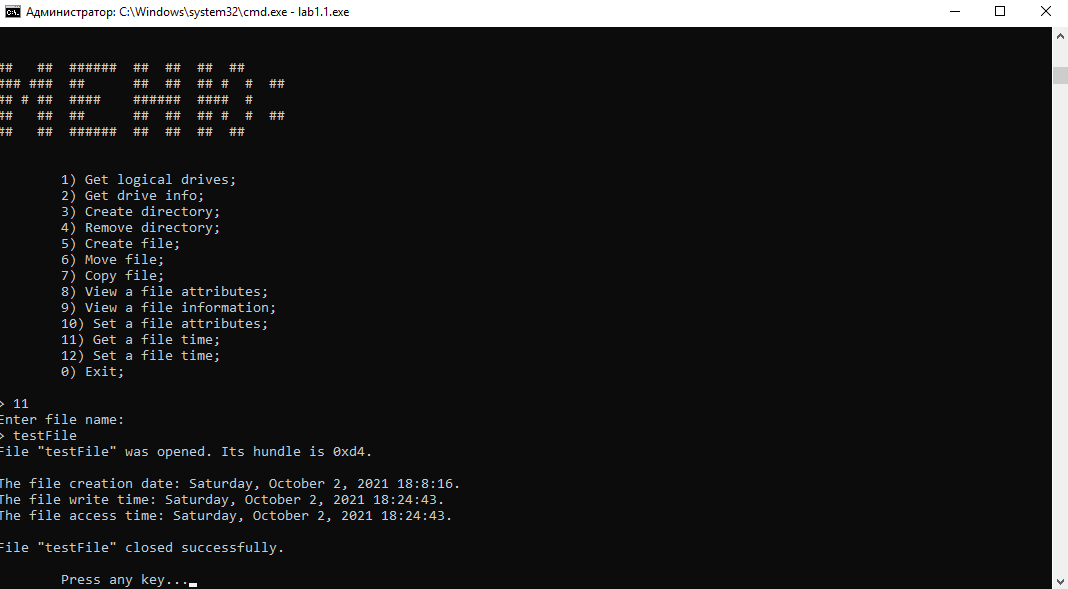 Администратор: C:\Windows\system32\cmd.exe - lab1.1.exe
##   ##  ######  ##  ##  ##  ##
### ###  ##      ##  ##  ## #  #  ##
## # ##  ####    ######  ####  #
##   ##  ##      ##  ##  ## #  #  ##
##   ##  ######  ##  ##  ##  ##
1) Get logical drives;
2) Get drive info;
3) Create directory;
4) Remove directory;
5) Create file;
6) Move file;
7) Copy file;
8) View a file attributes;
9) View a file information;
10) Set a file attributes;
11) Get a file time;
12) Set a file time;
0) Exit;
> 11
Enter file name:
> testFile
File "testFile" was opened. Its hundle is 0xd4.
The file creation date: Saturday, October 2, 2021 18:8:16.
The file write time: Saturday, October 2, 2021 18:24:43.
The file access time: Saturday, October 2, 2021 18:24:43.
File "testFile" closed successfully.
Press any key...